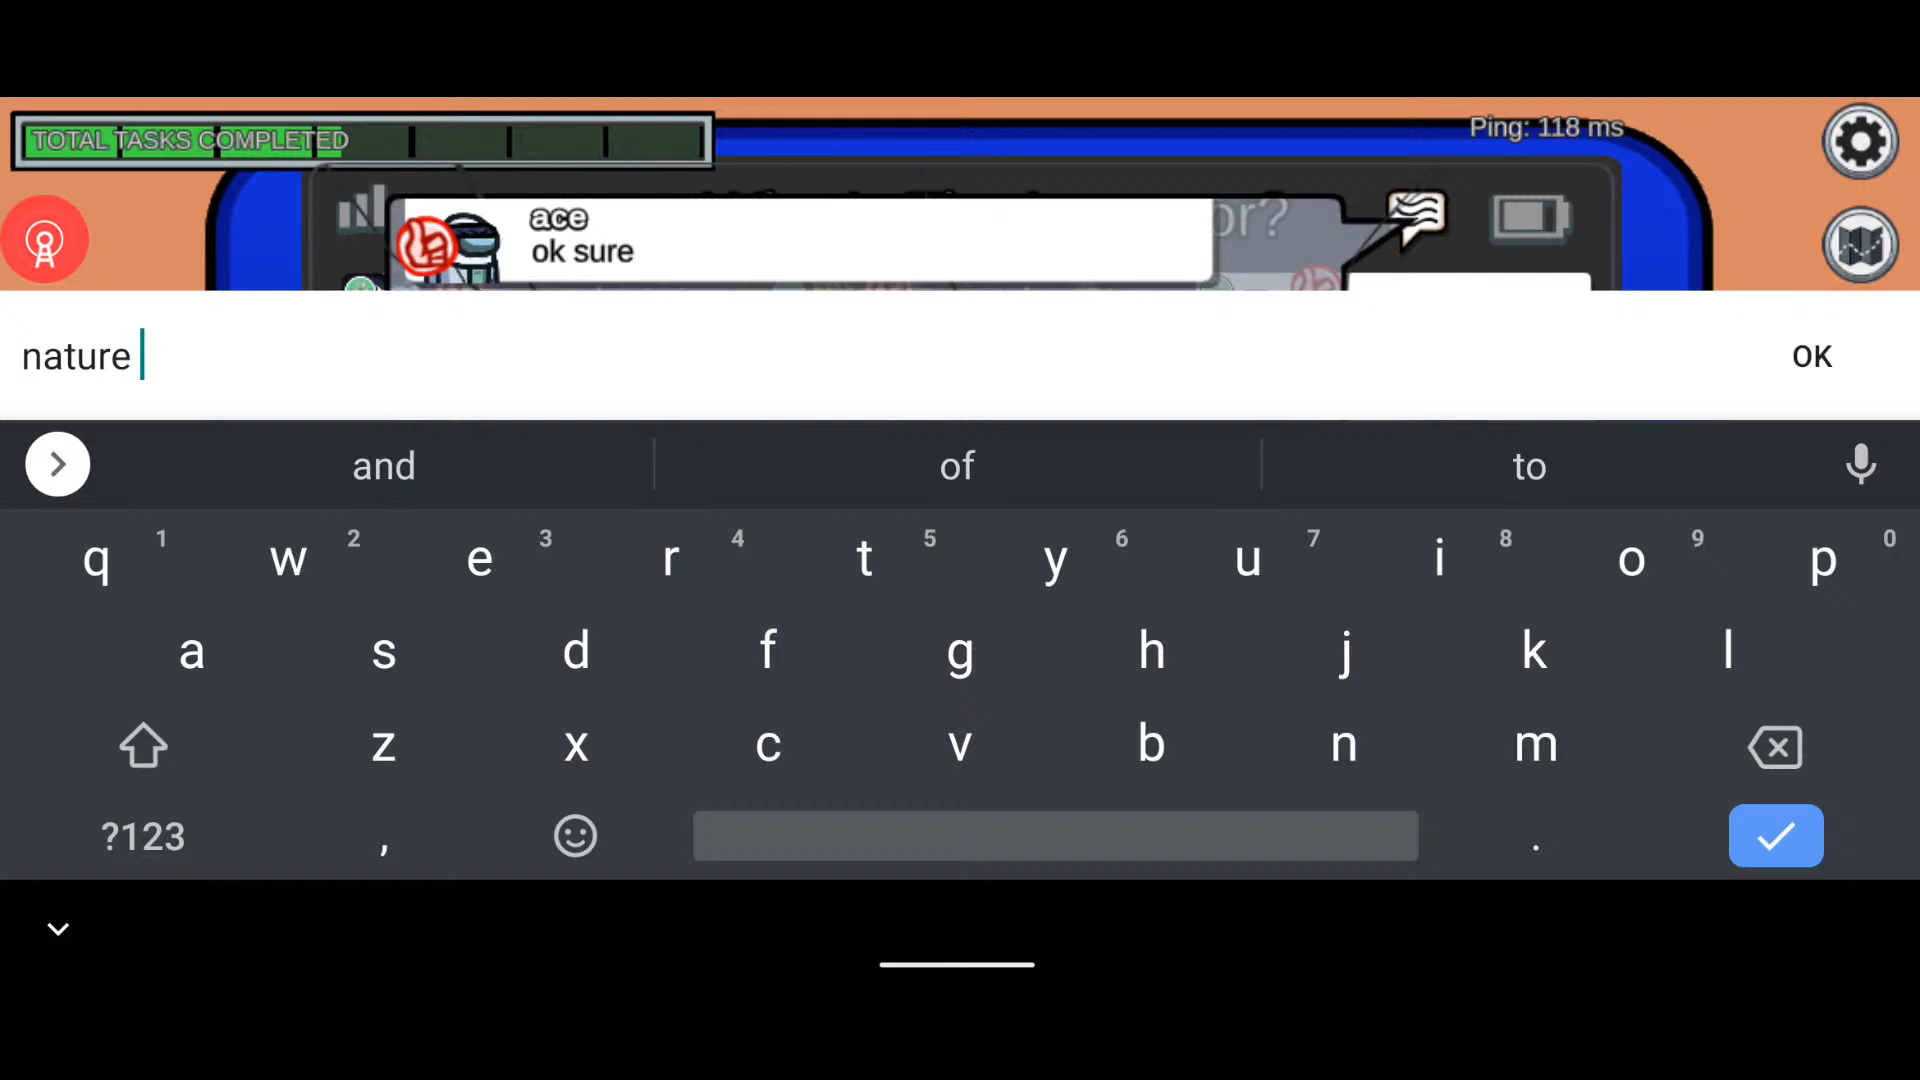 TOTAL TASKS COMPLETED
Ping: 118 ms
or?
ace
ok sure
nature
OK
and of to
q 1 w 2 e 3 r 4 t 5 y 6 u 7 i 8 o 9 p 0
a s d f g h j k l
z x c v b n m
?123 , .